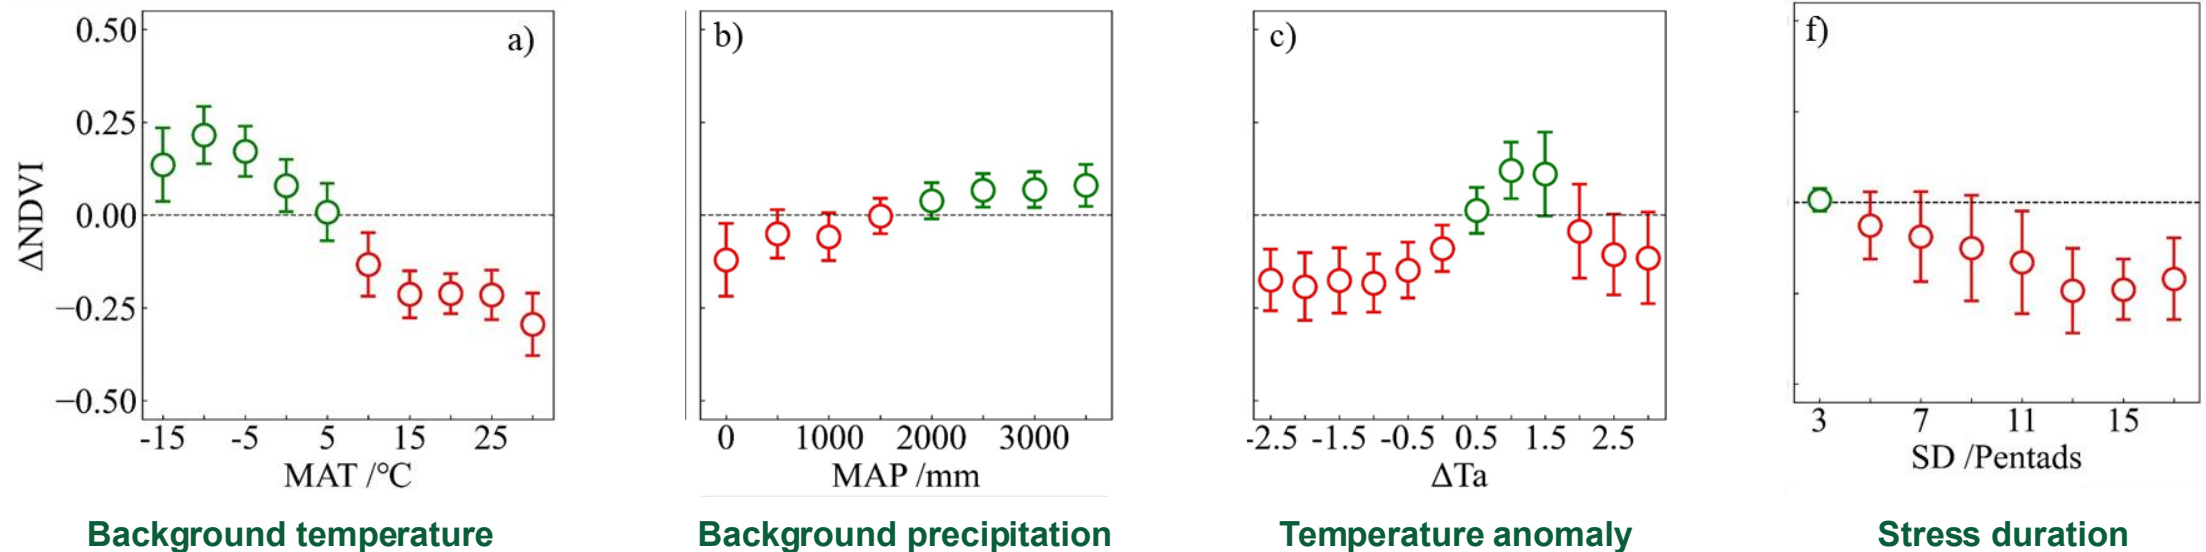 0.50
0.25
0.00
−0.25
−0.50
ΔNDVI
a)
-15 -5 5 15 25
MAT /°C
Background temperature
b)
0 1000 2000 3000
MAP /mm
Background precipitation
c)
-2.5 -1.5 -0.5 0.5 1.5 2.5
ΔTa
Temperature anomaly
f)
3 7 11 15
SD /Pentads
Stress duration